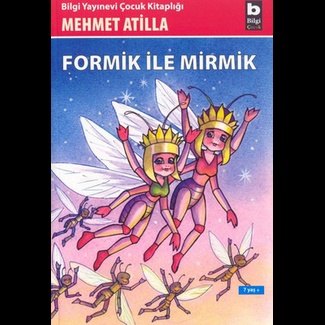 Bilgi Yayınevi Çocuk Kitaplığı
MEHMET ATİLLA
b
Bilgi
Çocuk
FORMİK İLE MİRMİK
7 yaş +